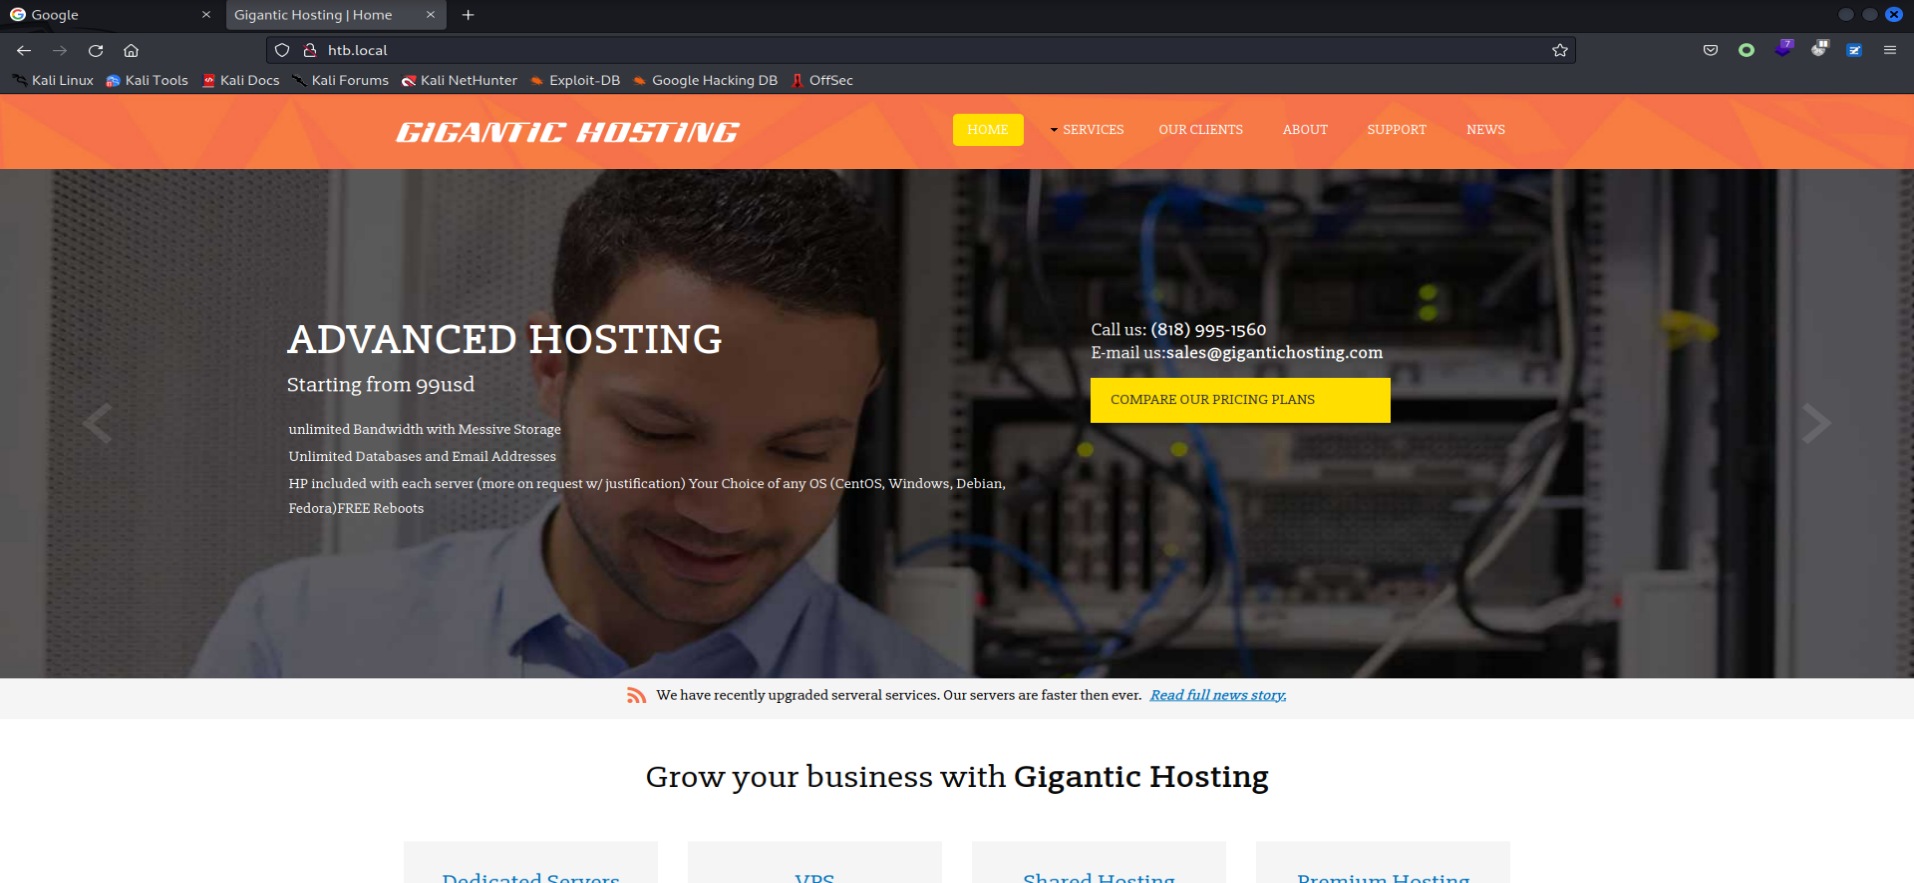 Google
Gigantic Hosting | Home
htb.local
7
Kali Linux Kali Tools Kali Docs Kali Forums Kali NetHunter Exploit-DB Google Hacking DB OffSec
GIGANTIC HOSTING
HOME SERVICES OUR CLIENTS ABOUT SUPPORT NEWS
ADVANCED HOSTING
Starting from 99usd
unlimited Bandwidth with Messive Storage
Unlimited Databases and Email Addresses
HP included with each server (more on request w/ justification) Your Choice of any OS (CentOS, Windows, Debian,
Fedora)FREE Reboots
Call us: (818) 995-1560
E-mail us:sales@gigantichosting.com
COMPARE OUR PRICING PLANS
We have recently upgraded serveral services. Our servers are faster then ever. Read full news story.
Grow your business with Gigantic Hosting
Dedicated Servers VPS Shared Hosting Premium Hosting